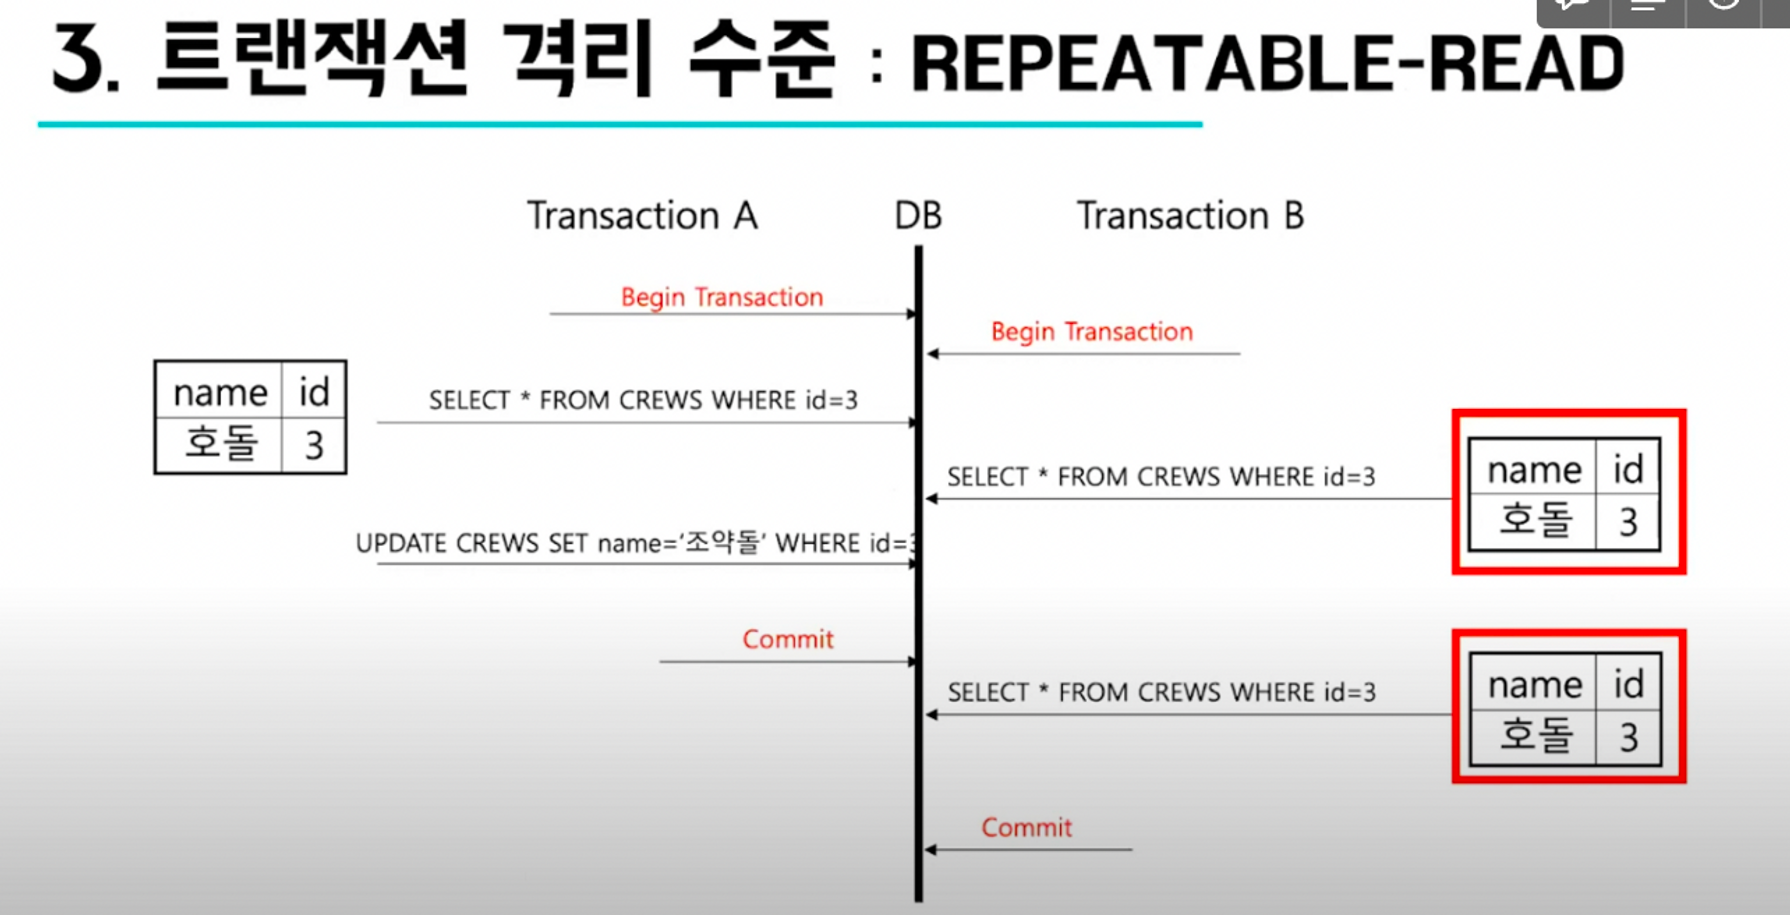 3. 트랜잭션 격리 수준 : REPEATABLE-READ
Transaction A DB Transaction B
Begin Transaction
Begin Transaction
name id
호돌 3
SELECT * FROM CREWS WHERE id=3
SELECT * FROM CREWS WHERE id=3
name id
호돌 3
UPDATE CREWS SET name=‘조약돌’ WHERE id=3
Commit
SELECT * FROM CREWS WHERE id=3
name id
호돌 3
Commit